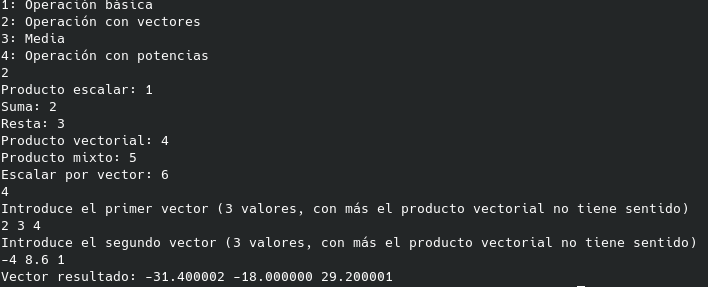 1: Operación básica
2: Operación con vectores
3: Media
4: Operación con potencias
2
Producto escalar: 1
Suma: 2
Resta: 3
Producto vectorial: 4
Producto mixto: 5
Escalar por vector: 6
4
Introduce el primer vector (3 valores, con más el producto vectorial no tiene sentido)
2 3 4
Introduce el segundo vector (3 valores, con más el producto vectorial no tiene sentido)
-4 8.6 1
Vector resultado: -31.400002 -18.000000 29.200001